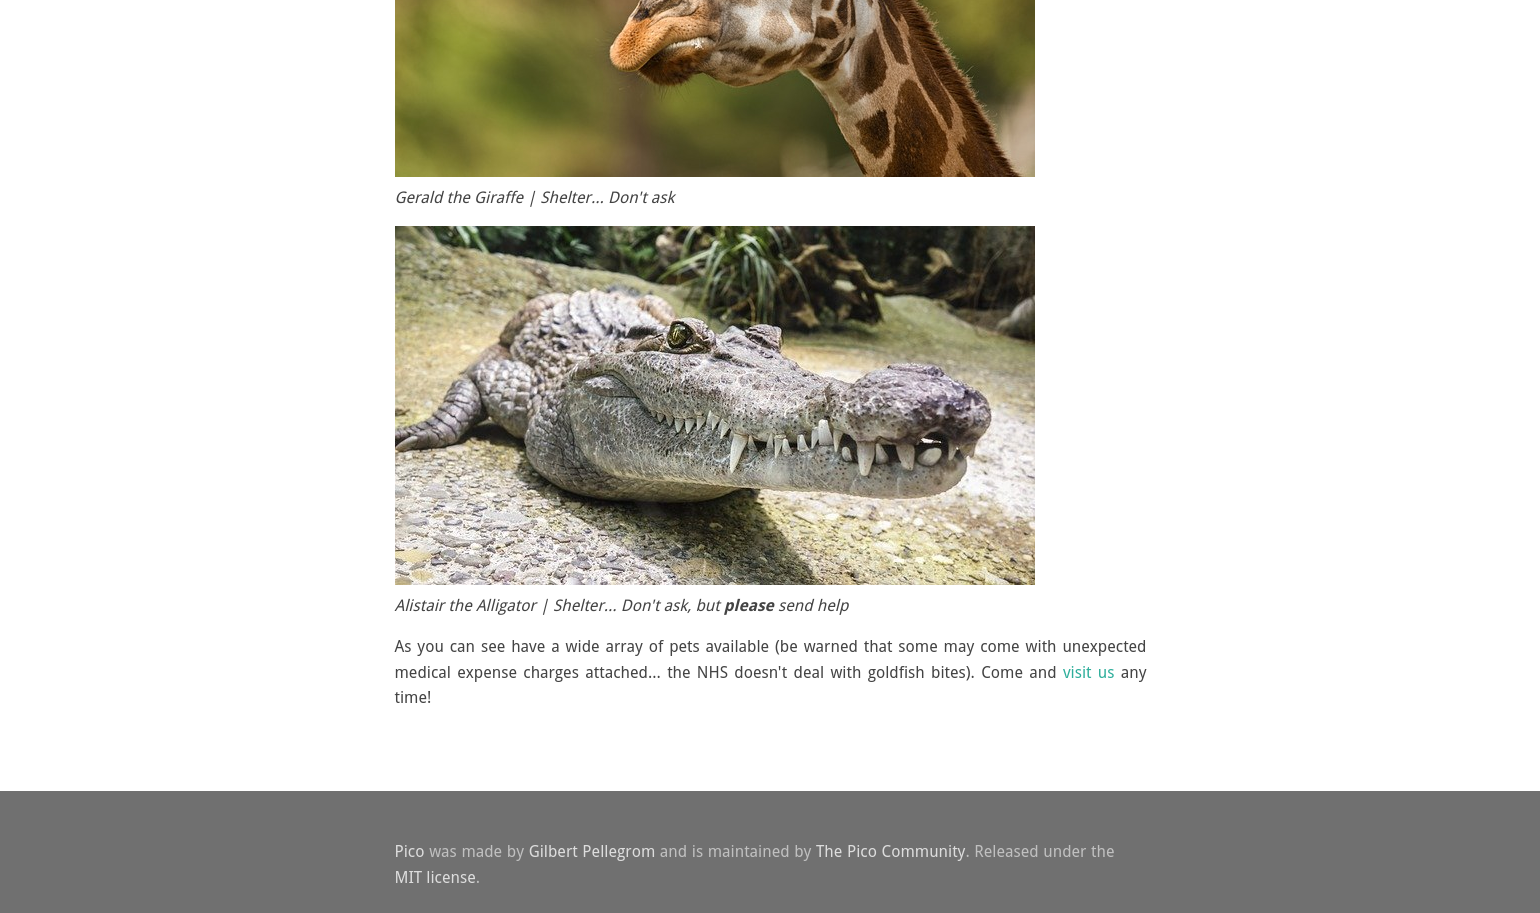 Gerald the Giraffe | Shelter... Don't ask
Alistair the Alligator | Shelter... Don't ask, but please send help
As you can see have a wide array of pets available (be warned that some may come with unexpected
medical expense charges attached... the NHS doesn't deal with goldfish bites). Come and visit us any
time!
Pico was made by Gilbert Pellegrom and is maintained by The Pico Community. Released under the
MIT license.